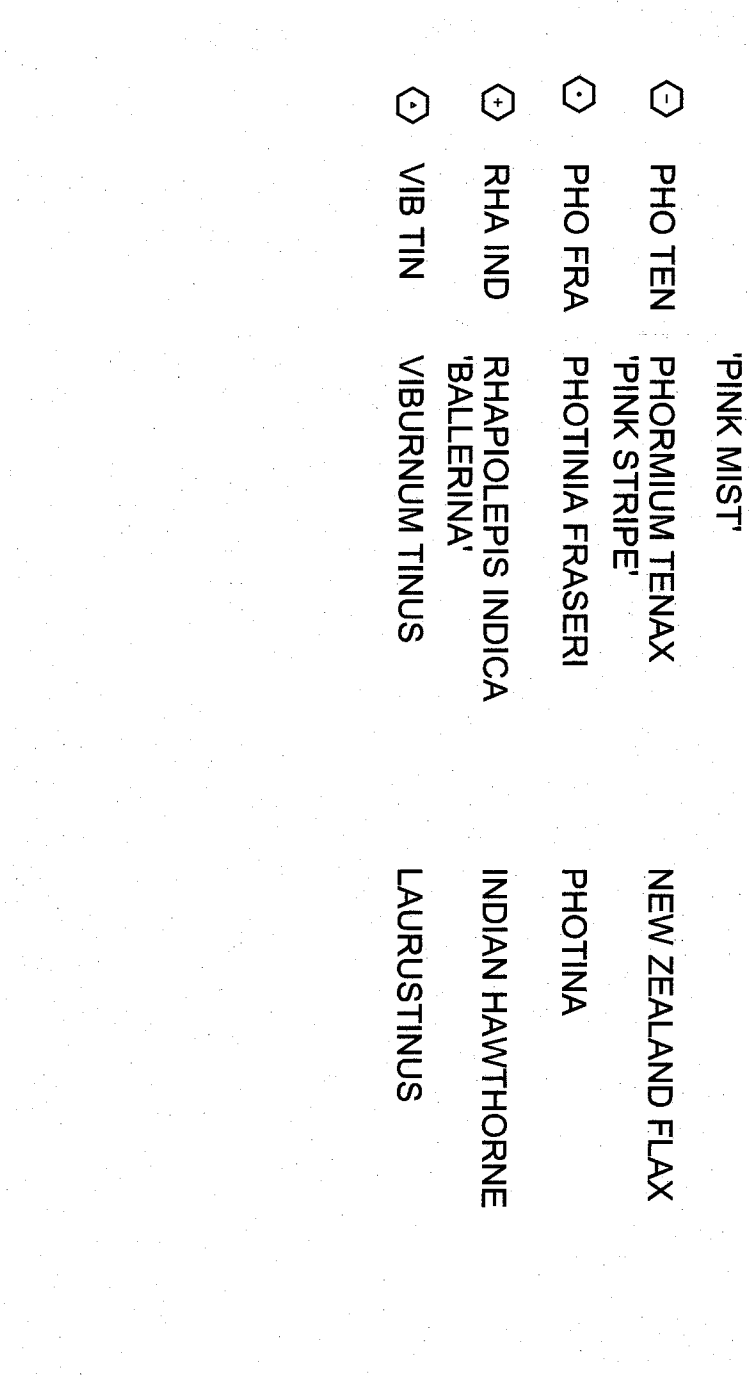 'PINK MIST'
PHO TEN PHORMIUM TENAX NEW ZEALAND FLAX
'PINK STRIPE'
PHO FRA PHOTINIA FRASERI PHOTINA
RHA IND RHAPIOLEPIS INDICA INDIAN HAWTHORNE
'BALLERINA'
VIB TIN VIBURNUM TINUS LAURUSTINUS